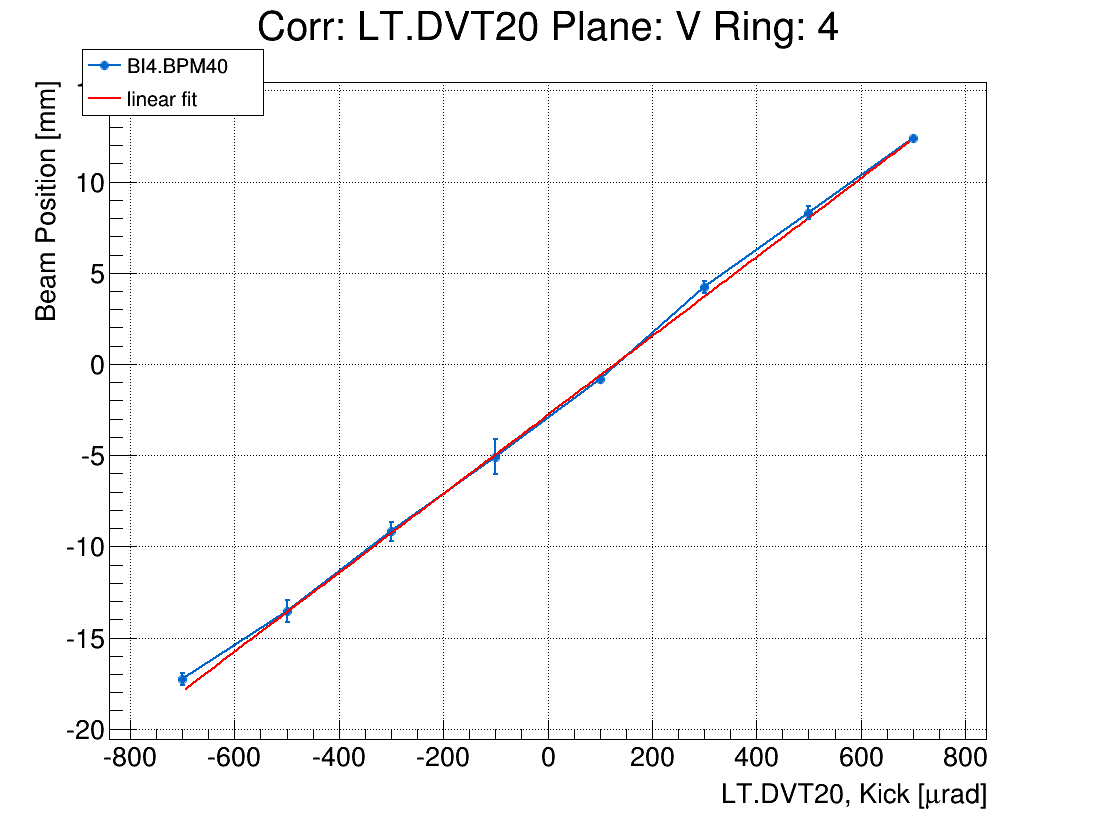 Corr: LT.DVT20 Plane: V Ring: 4
BI4.BPM40
linear fit
Beam Position [mm]
10
5
0
-5
-10
-15
-20
-800 -600 -400 -200 0 200 400 600 800
LT.DVT20, Kick [μrad]